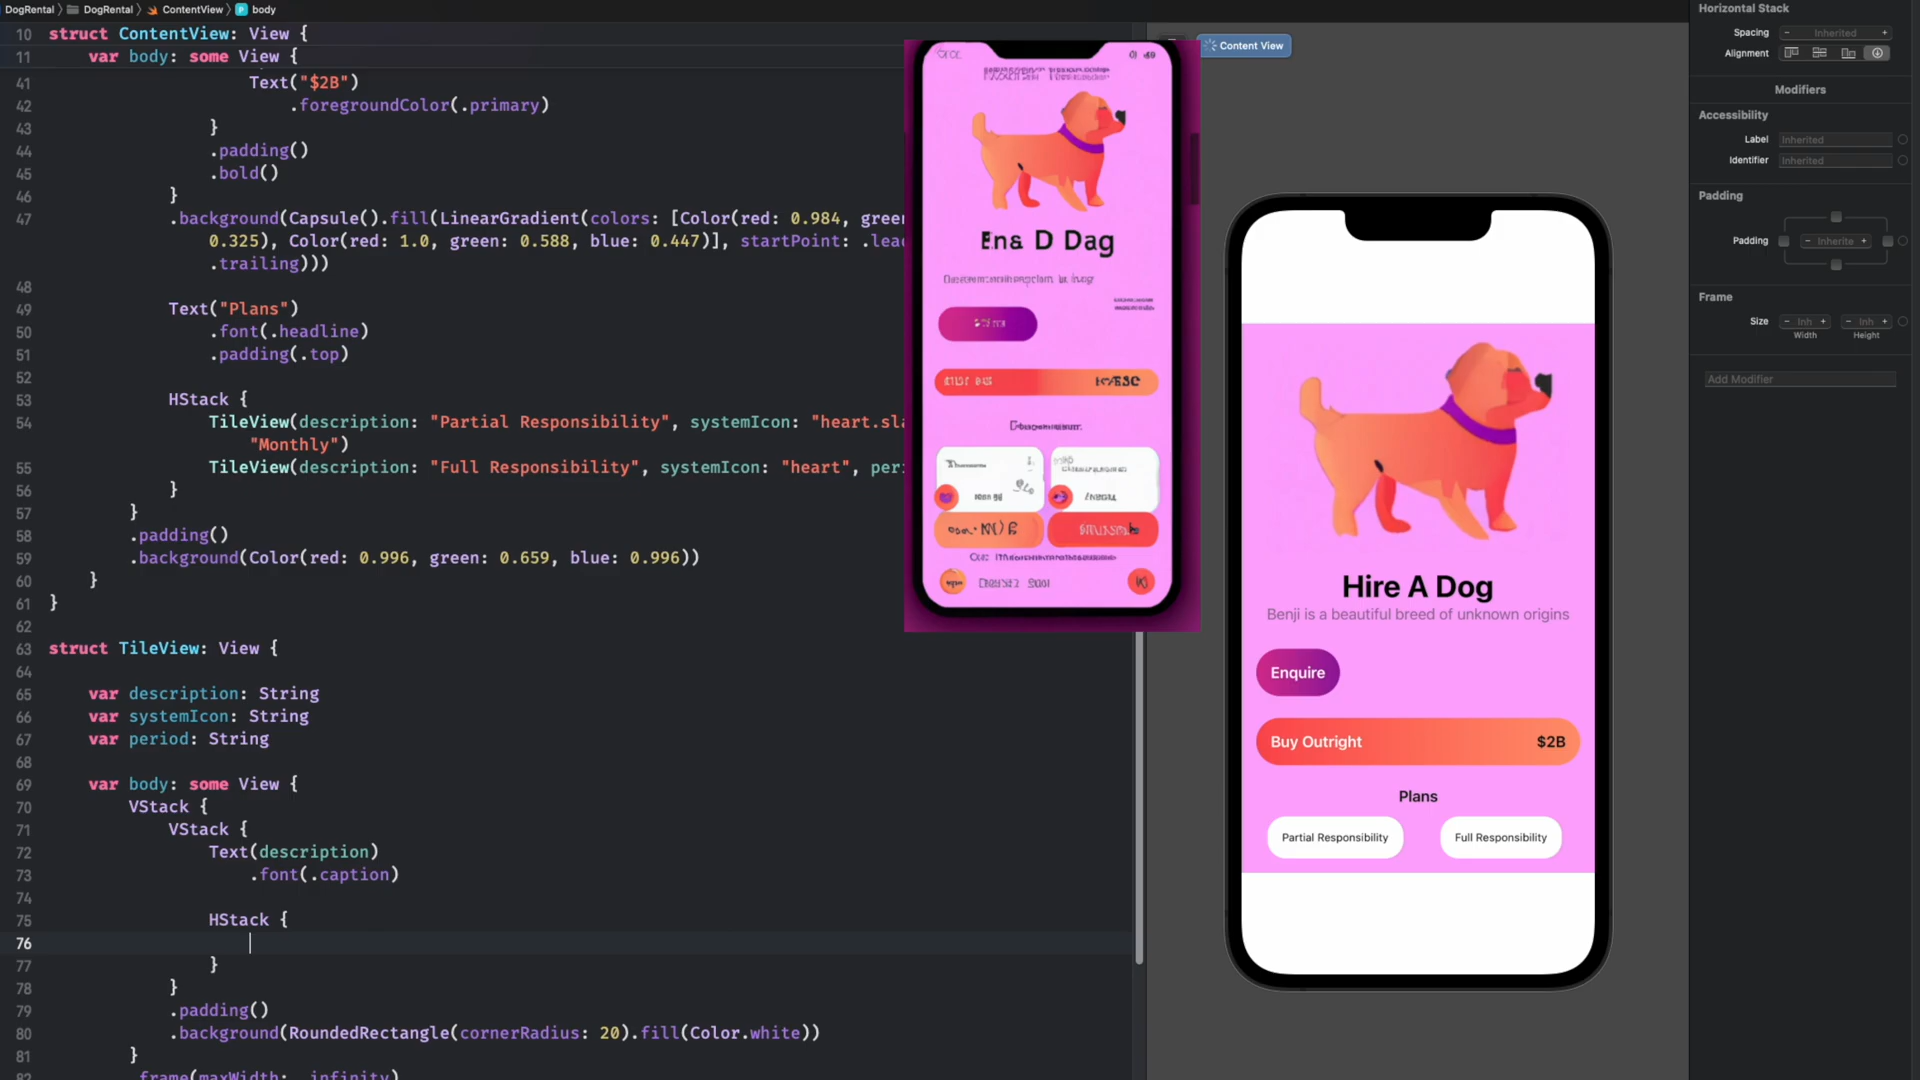 DogRental
DogRental
ContentView
body
10 struct ContentView: View {
11 var body: some View {
41 Text("$2B")
42 .foregroundColor(.primary)
43 }
44 .padding()
45 .bold()
46 }
47 .background(Capsule().fill(LinearGradient(colors: [Color(red: 0.984, green
0.325), Color(red: 1.0, green: 0.588, blue: 0.447)], startPoint: .lea
.trailing)))
48
49 Text("Plans")
50 .font(.headline)
51 .padding(.top)
52
53 HStack {
54 TileView(description: "Partial Responsibility", systemIcon: "heart.sla
"Monthly")
55 TileView(description: "Full Responsibility", systemIcon: "heart", peri
56 }
57 }
58 .padding()
59 .background(Color(red: 0.996, green: 0.659, blue: 0.996))
60 }
61 }
62
63 struct TileView: View {
64
65 var description: String
66 var systemIcon: String
67 var period: String
68
69 var body: some View {
70 VStack {
71 VStack {
72 Text(description)
73 .font(.caption)
74
75 HStack {
76
77 }
78 }
79 .padding()
80 .background(RoundedRectangle(cornerRadius: 20).fill(Color.white))
81 }
82 .frame(maxWidth: .infinity)
Ena D Dag
Content View
Hire A Dog
Benji is a beautiful breed of unknown origins
Enquire
Buy Outright $2B
Plans
Partial Responsibility Full Responsibility
Horizontal Stack
Spacing - Inherited +
Alignment
Modifiers
Accessibility
Label Inherited
Identifier Inherited
Padding
Padding - Inherite +
Frame
Size - Inh + - Inh +
Width Height
Add Modifier